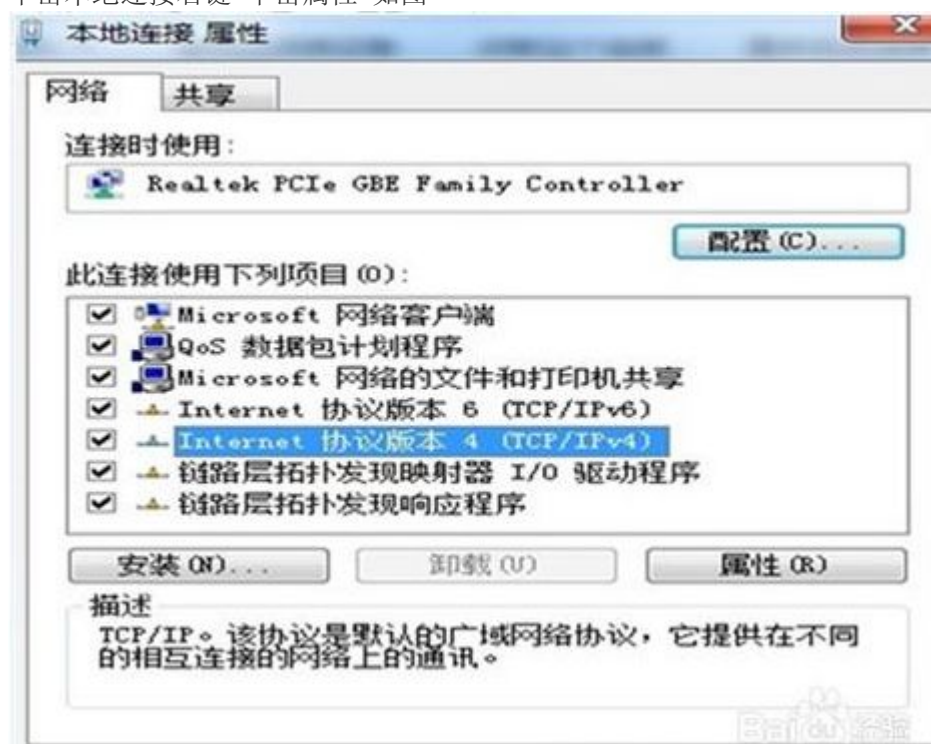 本地连接 属性
网络
共享
连接时使用:
Realtek PCIe GBE Family Controller
配置(C)...
此连接使用下列项目(O):
Microsoft 网络客户端
QoS 数据包计划程序
Microsoft 网络的文件和打印机共享
Internet 协议版本 6 (TCP/IPv6)
Internet 协议版本 4 (TCP/IPv4)
链路层拓扑发现映射器 I/O 驱动程序
链路层拓扑发现响应程序
安装(N)...
卸载(U)
属性(R)
描述
TCP/IP。该协议是默认的广域网络协议，它提供在不同
的相互连接的网络上的通讯。
Baidu 经验